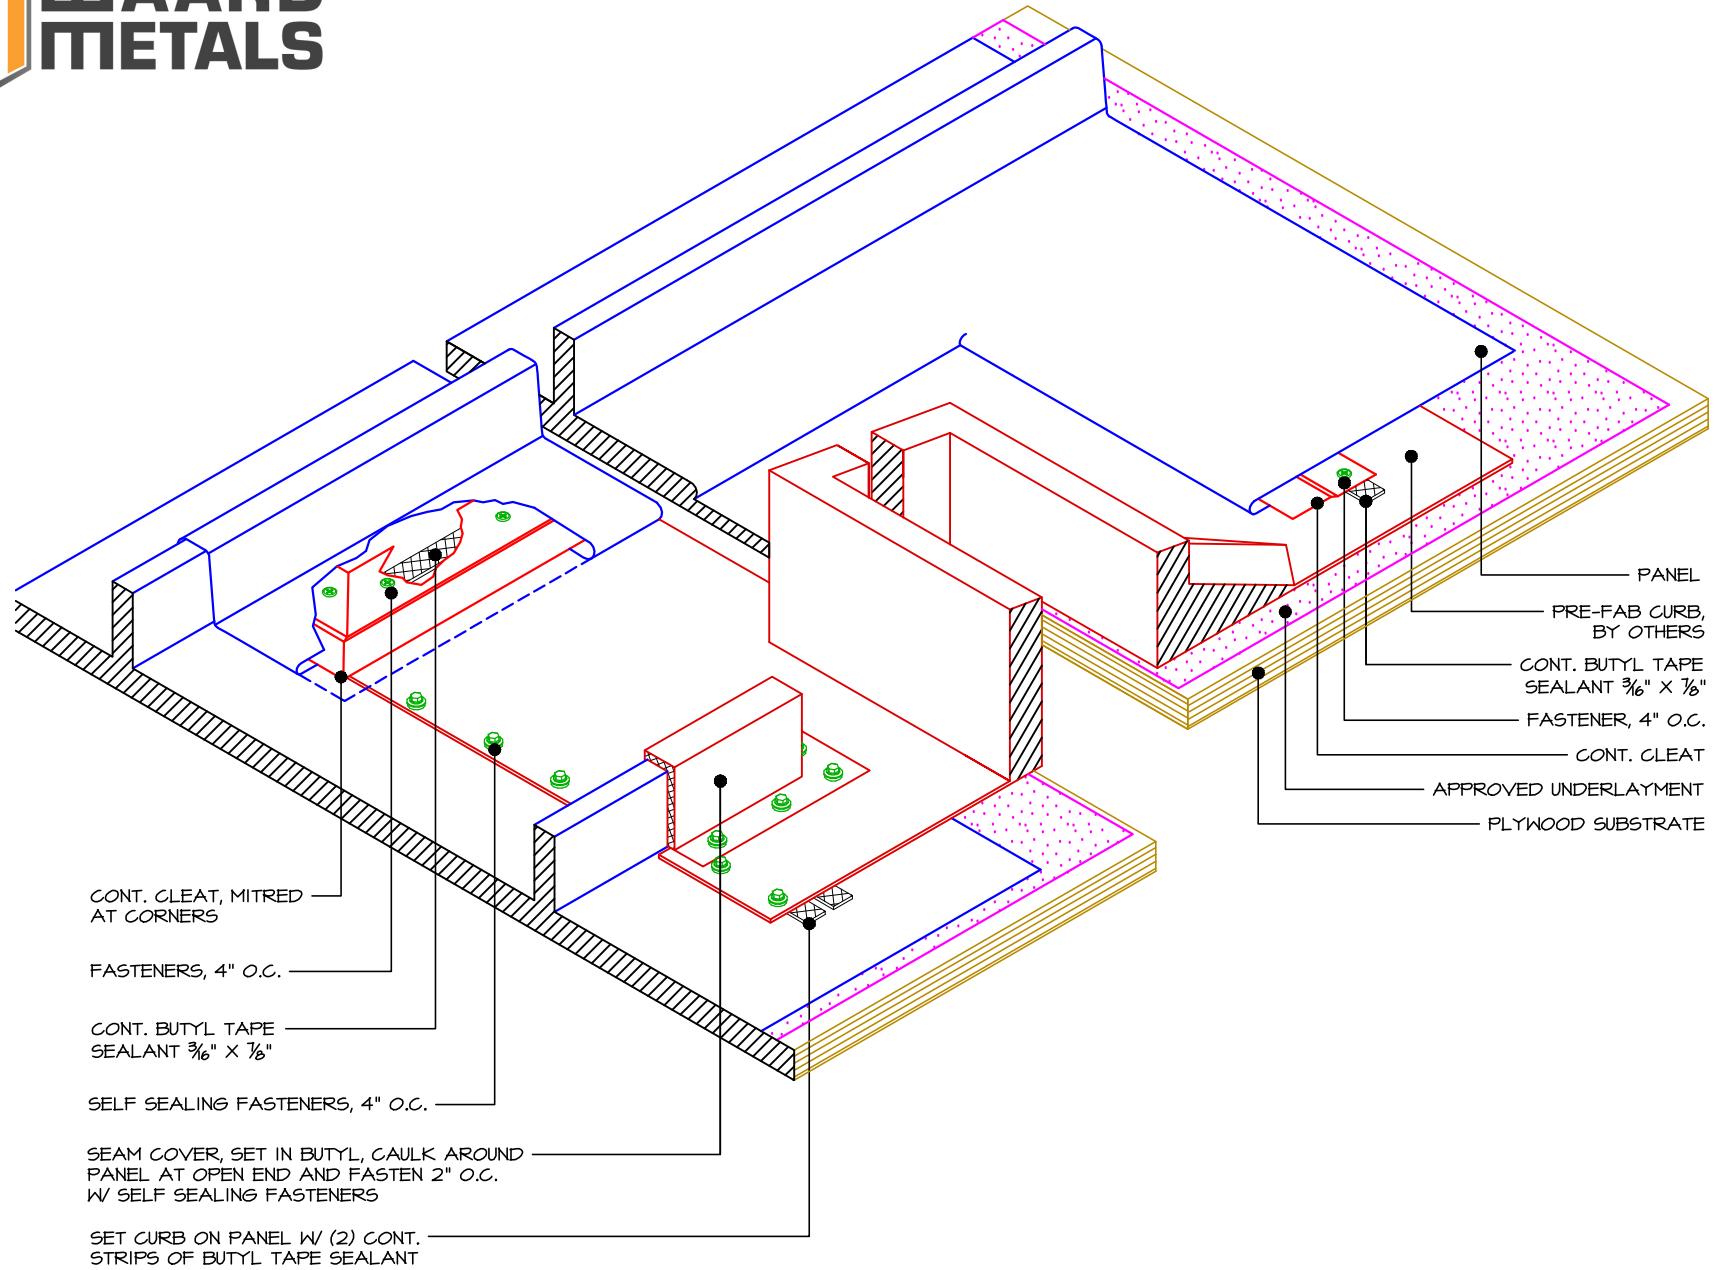 METALS
PANEL
PRE-FAB CURB,
BY OTHERS
CONT. BUTYL TAPE
SEALANT 3/16" X 7/8"
FASTENER, 4" O.C.
CONT. CLEAT
APPROVED UNDERLAYMENT
PLYWOOD SUBSTRATE
CONT. CLEAT, MITRED
AT CORNERS
FASTENERS, 4" O.C.
CONT. BUTYL TAPE
SEALANT 3/16" X 7/8"
SELF SEALING FASTENERS, 4" O.C.
SEAM COVER, SET IN BUTYL, CAULK AROUND
PANEL AT OPEN END AND FASTEN 2" O.C.
W/ SELF SEALING FASTENERS
SET CURB ON PANEL W/ (2) CONT.
STRIPS OF BUTYL TAPE SEALANT